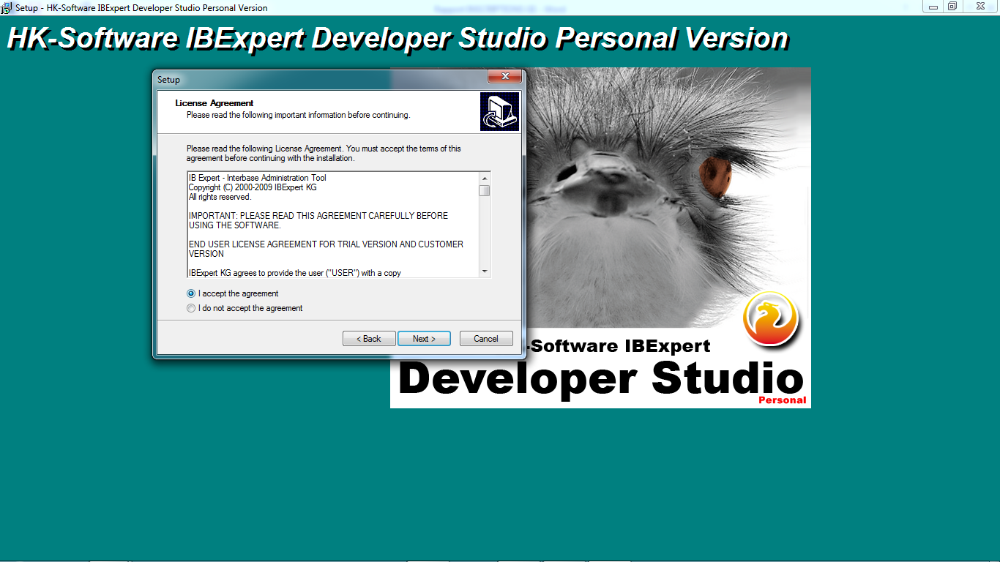 Setup - HK-Software IBExpert Developer Studio Personal Version
HK-Software IBExpert Developer Studio Personal Version
Setup
License Agreement
Please read the following important information before continuing.
Please read the following License Agreement. You must accept the terms of this
agreement before continuing with the installation.
IB Expert - Interbase Administration Tool
Copyright (C) 2000-2009 IBExpert KG
All rights reserved.
IMPORTANT: PLEASE READ THIS AGREEMENT CAREFULLY BEFORE
USING THE SOFTWARE.
END USER LICENSE AGREEMENT FOR TRIAL VERSION AND CUSTOMER
VERSION
IBExpert KG agrees to provide the user ("USER") with a copy
I accept the agreement
I do not accept the agreement
< Back
Next >
Cancel
-Software IBExpert
Developer Studio
Personal